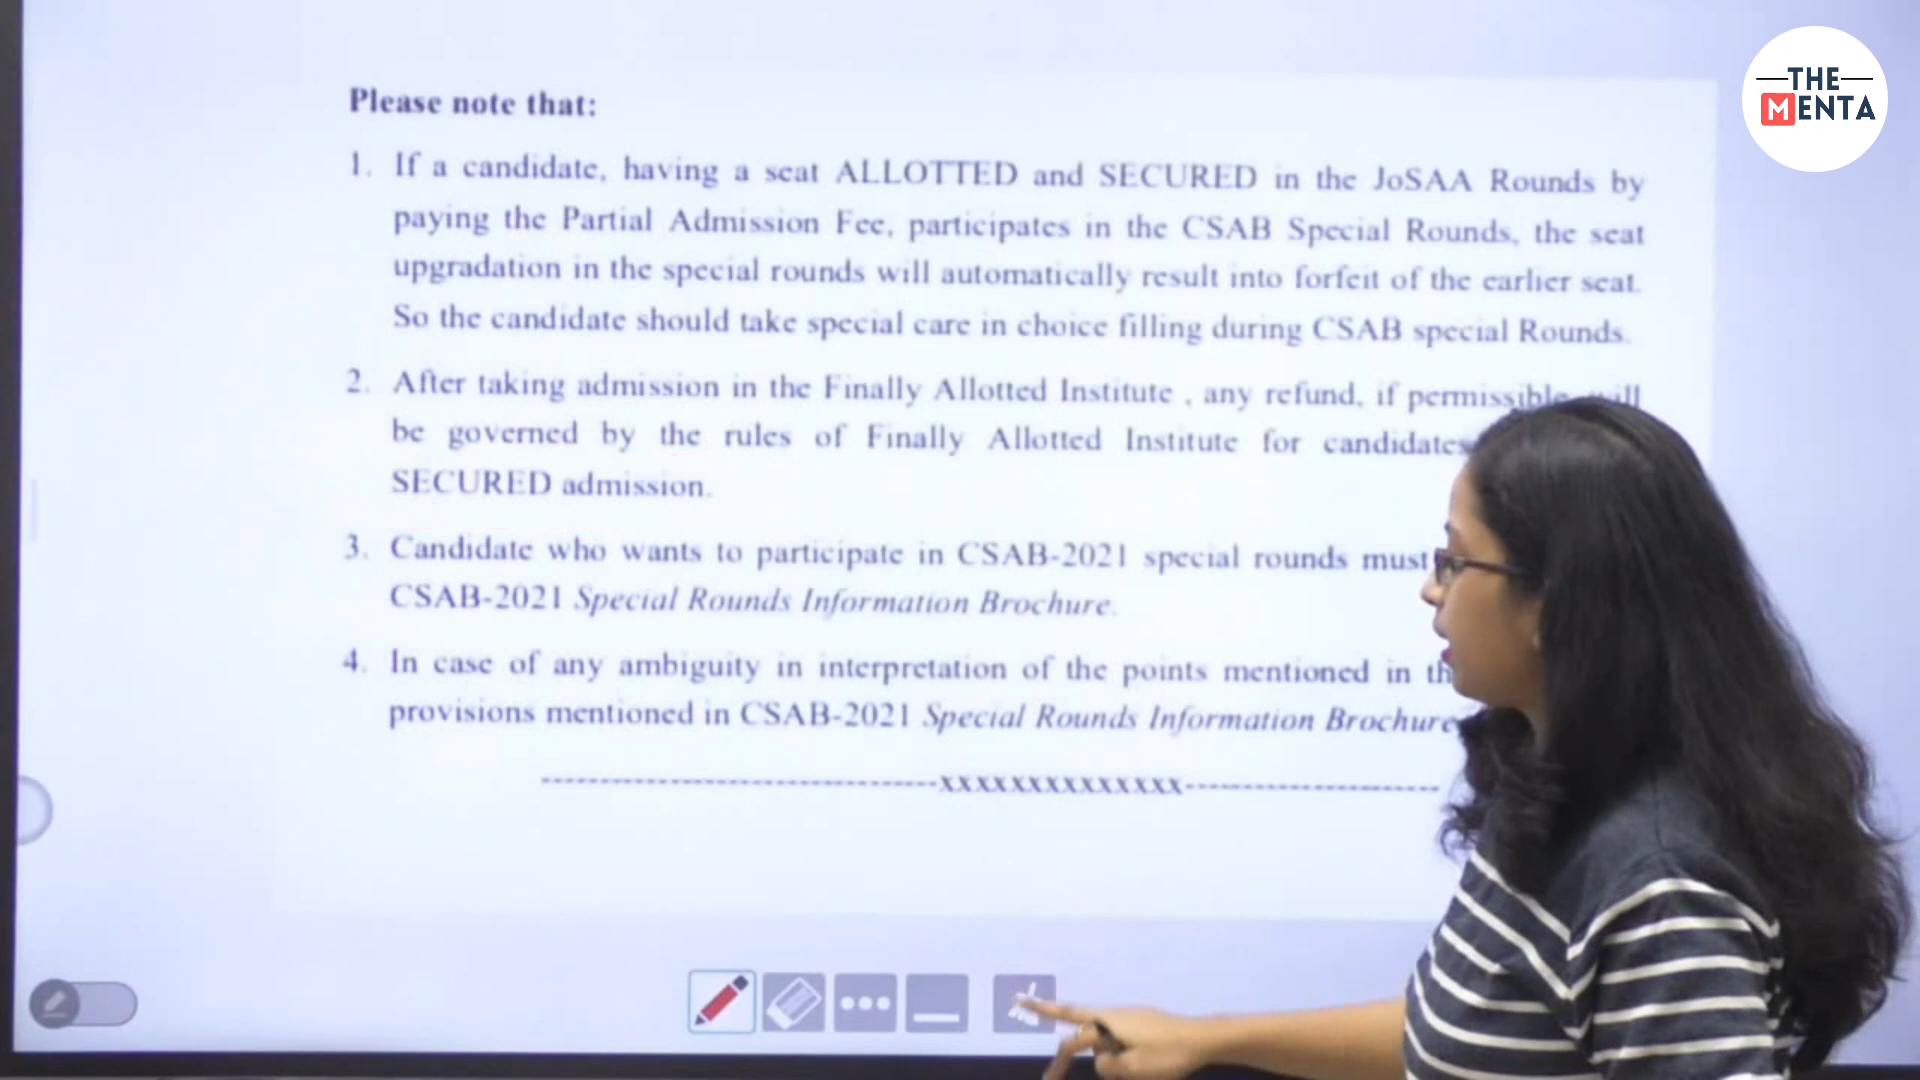 THE
MENTA
Please note that:
1. If a candidate, having a seat ALLOTTED and SECURED in the JoSAA Rounds by
paying the Partial Admission Fee, participates in the CSAB Special Rounds, the seat
upgradation in the special rounds will automatically result into forfeit of the earlier seat.
So the candidate should take special care in choice filling during CSAB special Rounds.
2. After taking admission in the Finally Allotted Institute , any refund, if permissible will
be governed by the rules of Finally Allotted Institute for candidates
SECURED admission.
3. Candidate who wants to participate in CSAB-2021 special rounds must
CSAB-2021 Special Rounds Information Brochure.
4. In case of any ambiguity in interpretation of the points mentioned in
provisions mentioned in CSAB-2021 Special Rounds Information Brochure
---------------------------------xxxxxxxxxxxxxx---------------------